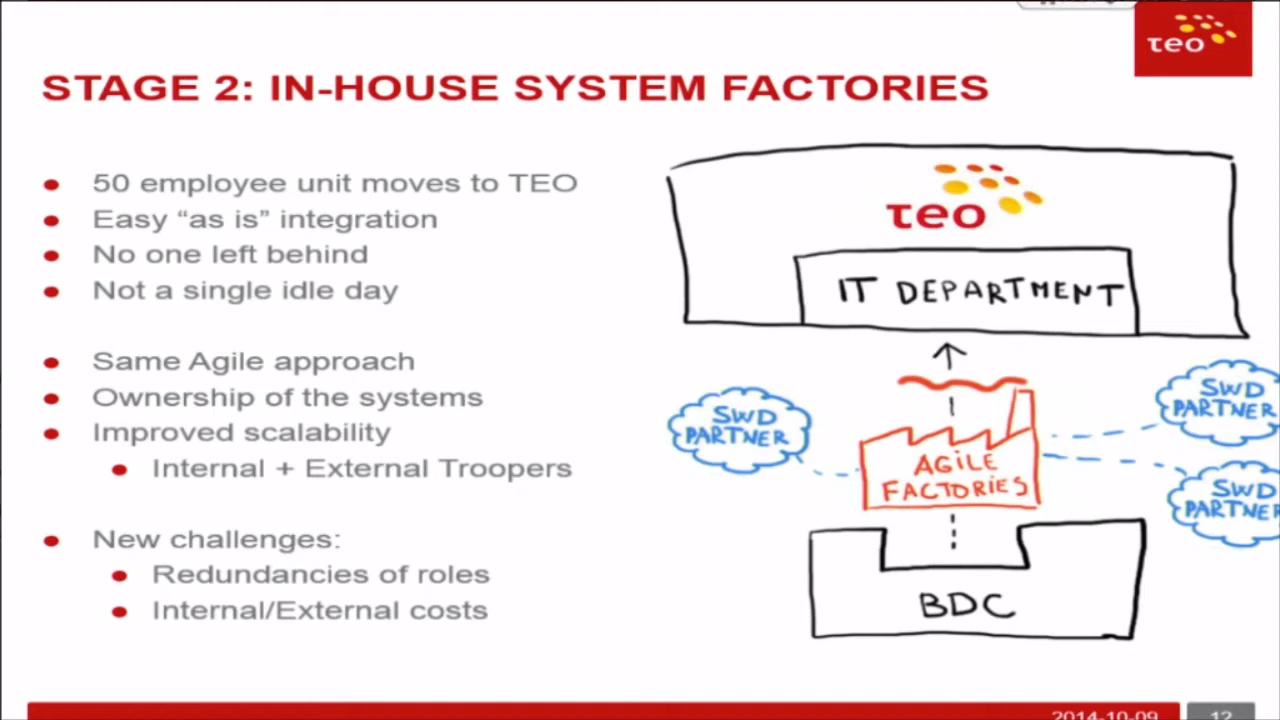 teo
STAGE 2: IN-HOUSE SYSTEM FACTORIES
50 employee unit moves to TEO
Easy “as is” integration
No one left behind
Not a single idle day
Same Agile approach
Ownership of the systems
Improved scalability
Internal + External Troopers
New challenges:
Redundancies of roles
Internal/External costs
teo
IT DEPARTMENT
SWD
PARTNER
SWD
PARTNER
AGiLE
FACTORiES
SWD
PARTNER
BDC
2014-10-09
12